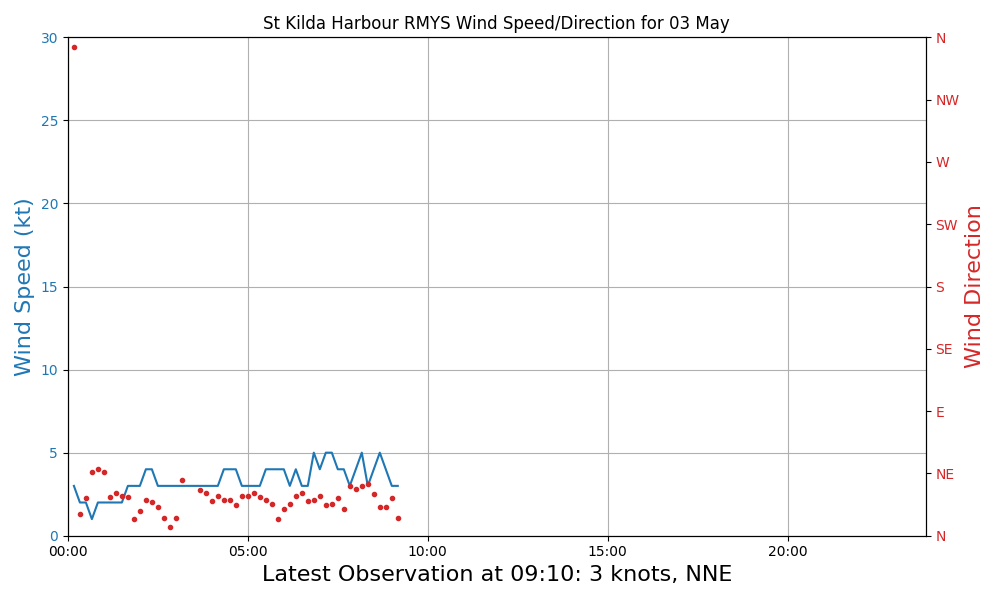 St Kilda Harbour RMYS Wind Speed/Direction for 03 May
30
25
20
15
10
5
0
Wind Speed (kt)
N
NW
W
SW
S
SE
E
NE
N
Wind Direction
00:00 05:00 10:00 15:00 20:00
Latest Observation at 09:10: 3 knots, NNE